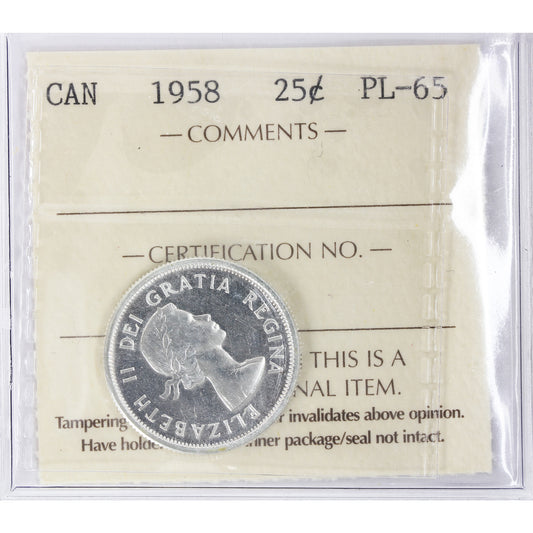 CAN 1958 25¢ PL-65
— COMMENTS —
— CERTIFICATION NO. —
THIS IS A
NAL ITEM.
Tampering r invalidates above opinion.
Have holde nner package/seal not intact.
ELIZABETH II DEI GRATIA REGINA